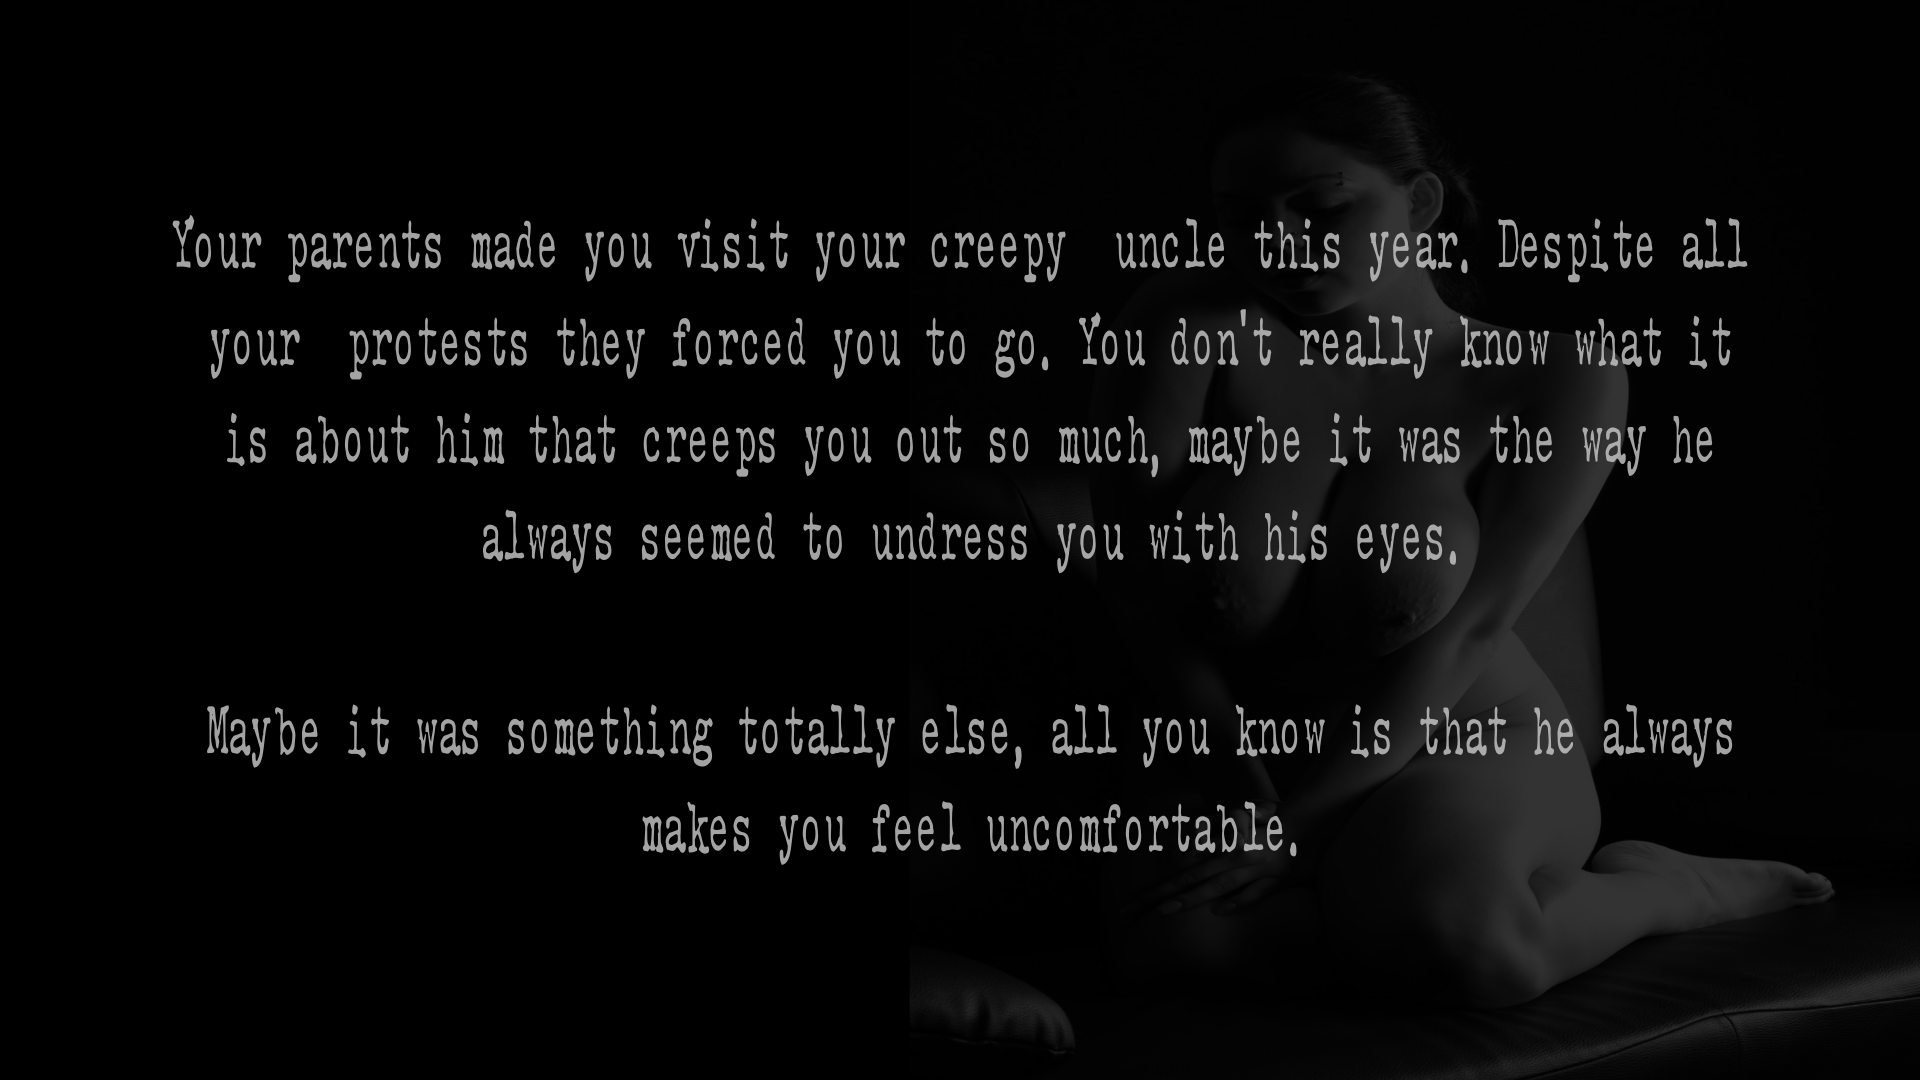 Your parents made you visit your creepy  uncle this year. Despite all
your  protests they forced you to go. You don't really know what it
is about him that creeps you out so much, maybe it was the way he
always seemed to undress you with his eyes.
Maybe it was something totally else, all you know is that he always
makes you feel uncomfortable.